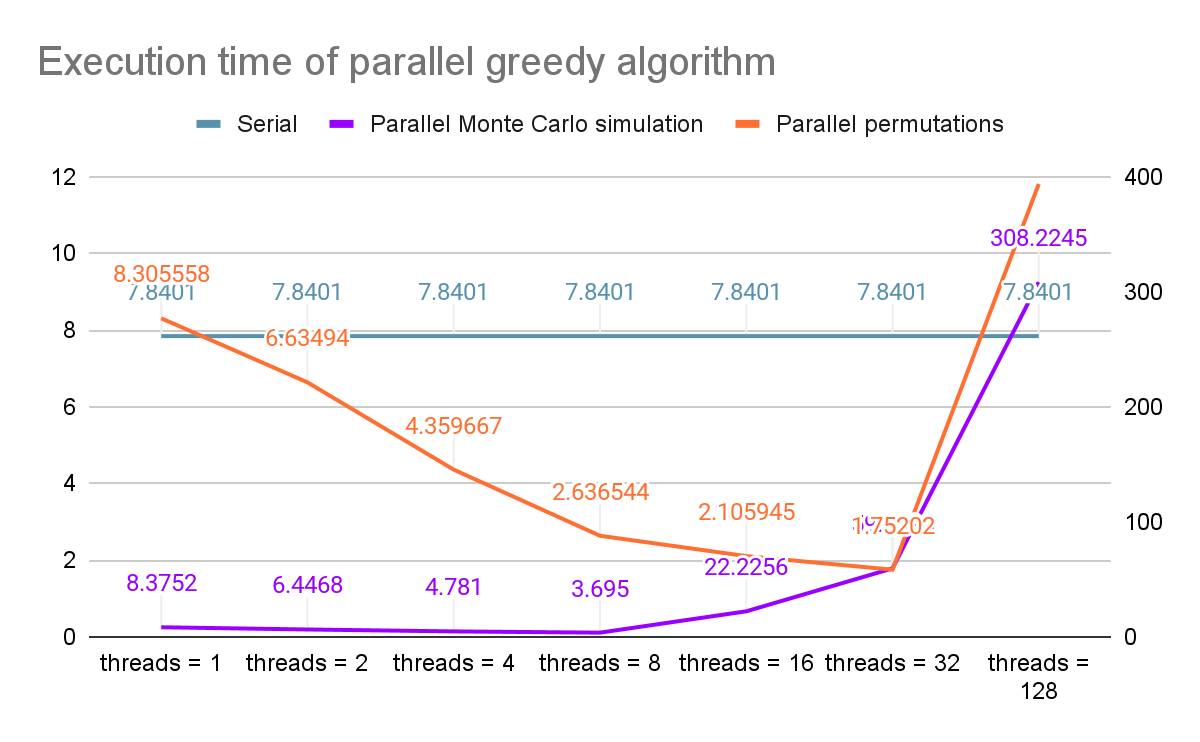 Execution time of parallel greedy algorithm
Serial Parallel Monte Carlo simulation Parallel permutations
12 400
308.2245
10
8.305558
7.8401 7.8401 7.8401 7.8401 7.8401 7.8401 7.8401 300
8 6.63494
6 200
4.359667
4 2.636544
2.105945
1.75202 100
2 22.2256
8.3752 6.4468 4.781 3.695
0 0
threads = 1 threads = 2 threads = 4 threads = 8 threads = 16 threads = 32 threads =
128